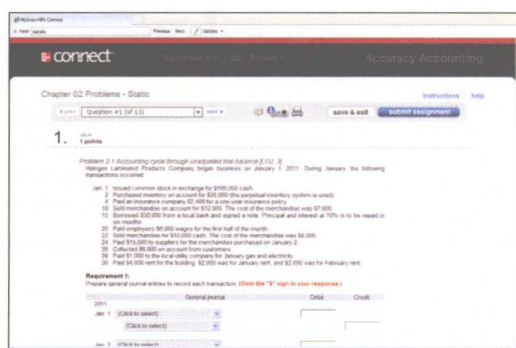 McGraw-Hill's Connect
Find: quickly Previous Next Options
connect
Accuracy Accounting
Chapter 02 Problems - Static instructions help
prev Question #1 (of 13) next save & exit submit assignment
1. value
1 points
Problem 2-1 Accounting cycle through unadjusted trial balance [LO2, 3]
Halogen Laminated Products Company began business on January 1, 2011. During January, the following
transactions occurred:
Jan. 1 Issued common stock in exchange for $100,000 cash.
2 Purchased inventory on account for $35,000 (the perpetual inventory system is used).
4 Paid an insurance company $2,400 for a one-year insurance policy.
10 Sold merchandise on account for $12,000. The cost of the merchandise was $7,000.
15 Borrowed $30,000 from a local bank and signed a note. Principal and interest at 10% is to be repaid in
six months.
20 Paid employees $6,000 wages for the first half of the month.
22 Sold merchandise for $10,000 cash. The cost of the merchandise was $6,000.
24 Paid $15,000 to suppliers for the merchandise purchased on January 2.
26 Collected $6,000 on account from customers.
28 Paid $1,000 to the local utility company for January gas and electricity.
30 Paid $4,000 rent for the building. $2,000 was for January rent, and $2,000 was for February rent.
Requirement 1:
Prepare general journal entries to record each transaction. (Omit the "$" sign in your response.)
General journal Debit Credit
2011
Jan. 1 (Click to select)
(Click to select)
Jan. 2 (Click to select)